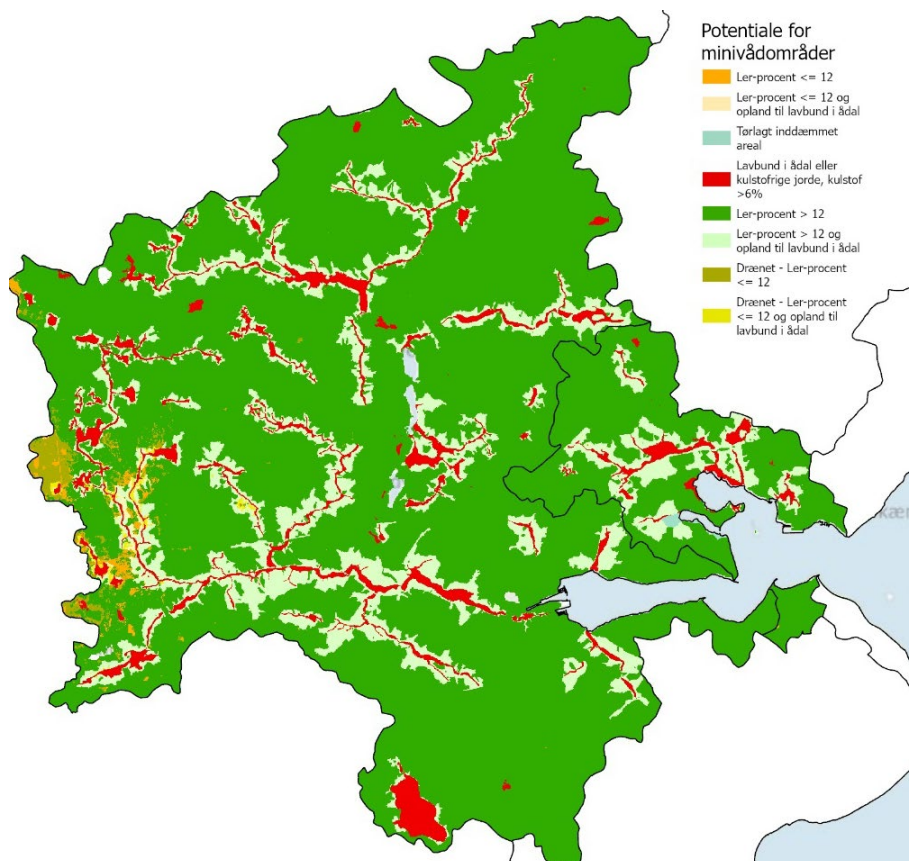 Potentiale for
minivådområder
Ler-procent <= 12
Ler-procent <= 12 og
opland til lavbund i ådal
Tørlagt inddæmmet
areal
Lavbund i ådal eller
kulstofrige jorde, kulstof
>6%
Ler-procent > 12
Ler-procent > 12 og
opland til lavbund i ådal
Drænet - Ler-procent
<= 12
Drænet - Ler-procent
<= 12 og opland til
lavbund i ådal